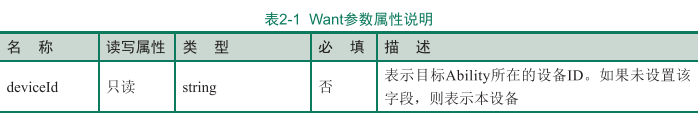 表2-1 Want参数属性说明
名 称 读写属性 类 型 必 填 描 述
deviceId 只读 string 否 表示目标Ability所在的设备ID。如果未设置该
字段，则表示本设备